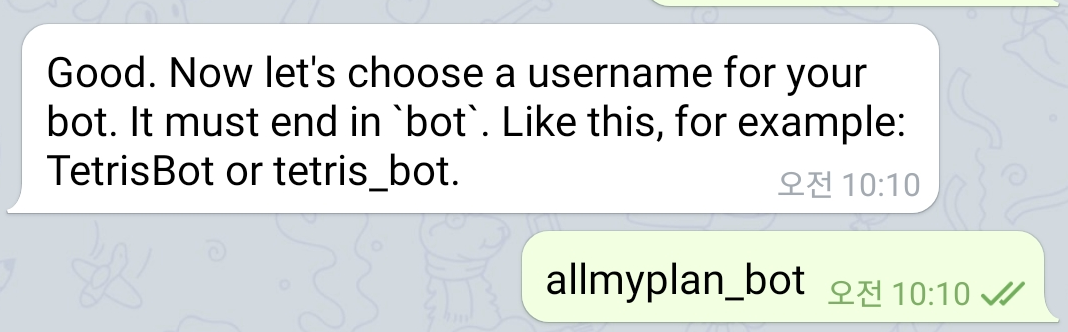 Good. Now let's choose a username for your
bot. It must end in `bot`. Like this, for example:
TetrisBot or tetris_bot.
오전 10:10
allmyplan_bot
오전 10:10